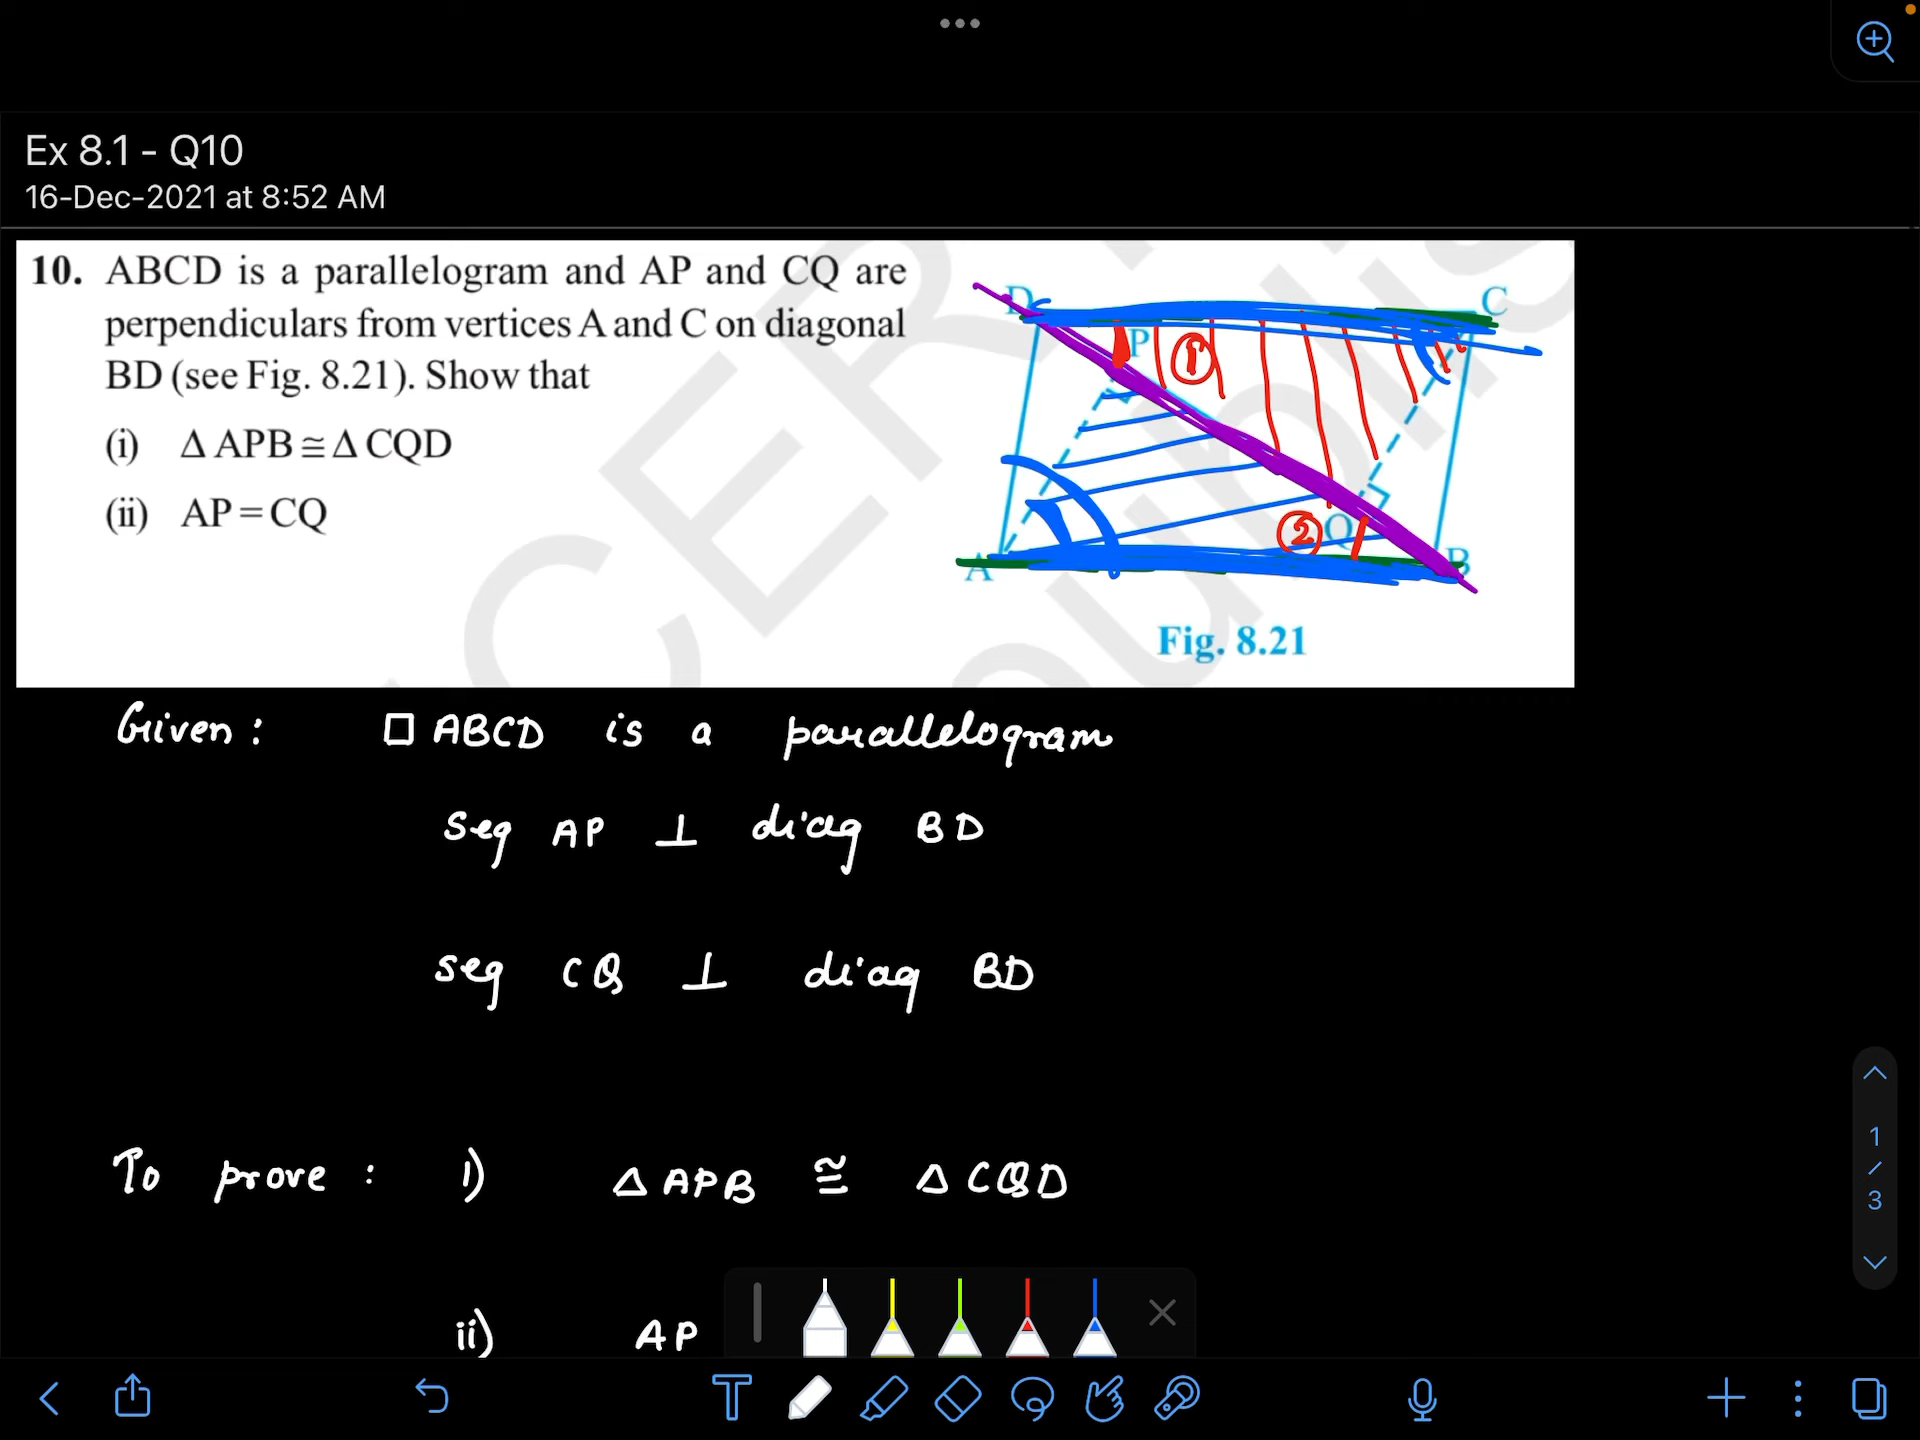 Ex 8.1 - Q10
16-Dec-2021 at 8:52 AM
10. ABCD is a parallelogram and AP and CQ are
perpendiculars from vertices A and C on diagonal
BD (see Fig. 8.21). Show that
(i) Δ APB ≅ Δ CQD
(ii) AP = CQ
D C
P 1
2 Q
A B
Fig. 8.21
Given : □ ABCD is a parallelogram
seg AP ⊥ diag BD
seg CQ ⊥ diag BD
To prove : i) Δ APB ≅ Δ CQD
ii) AP
1
/
3